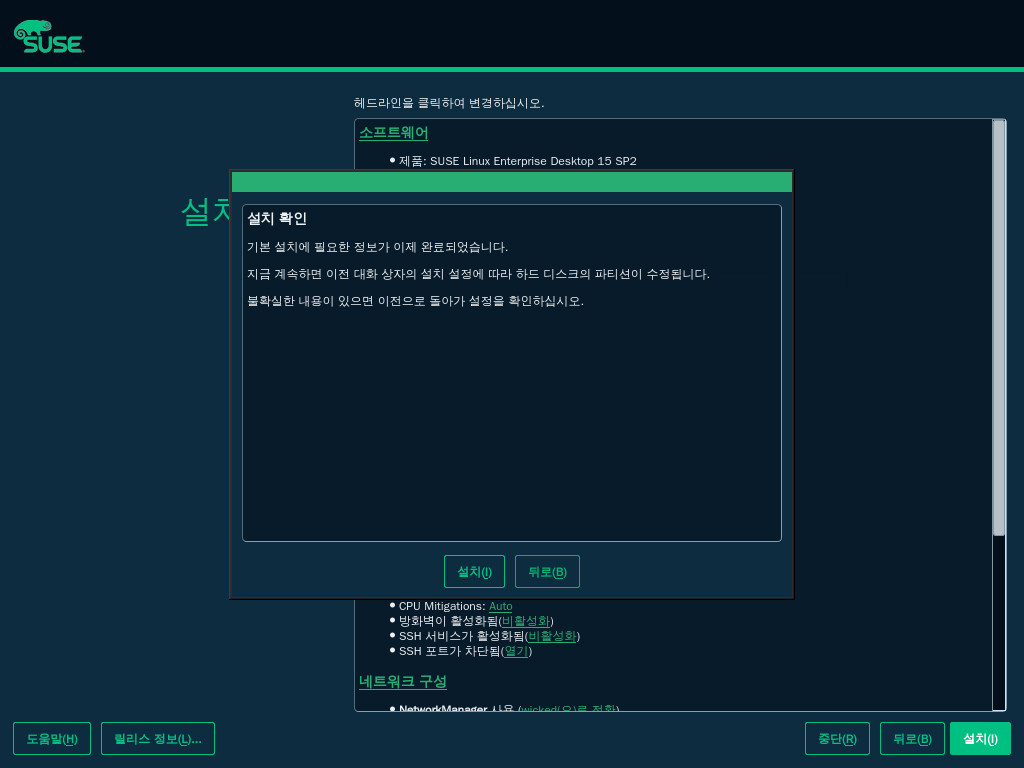 SUSE
헤드라인을 클릭하여 변경하십시오.
소프트웨어
• 제품: SUSE Linux Enterprise Desktop 15 SP2
설치
설치 확인
기본 설치에 필요한 정보가 이제 완료되었습니다.
지금 계속하면 이전 대화 상자의 설치 설정에 따라 하드 디스크의 파티션이 수정됩니다.
불확실한 내용이 있으면 이전으로 돌아가 설정을 확인하십시오.
설치(I) 뒤로(B)
• CPU Mitigations: Auto
• 방화벽이 활성화됨(비활성화)
• SSH 서비스가 활성화됨(비활성화)
• SSH 포트가 차단됨(열기)
네트워크 구성
• NetworkManager 사용 (wicked(으)로 전환)
도움말(H) 릴리스 정보(L)... 중단(R) 뒤로(B) 설치(I)